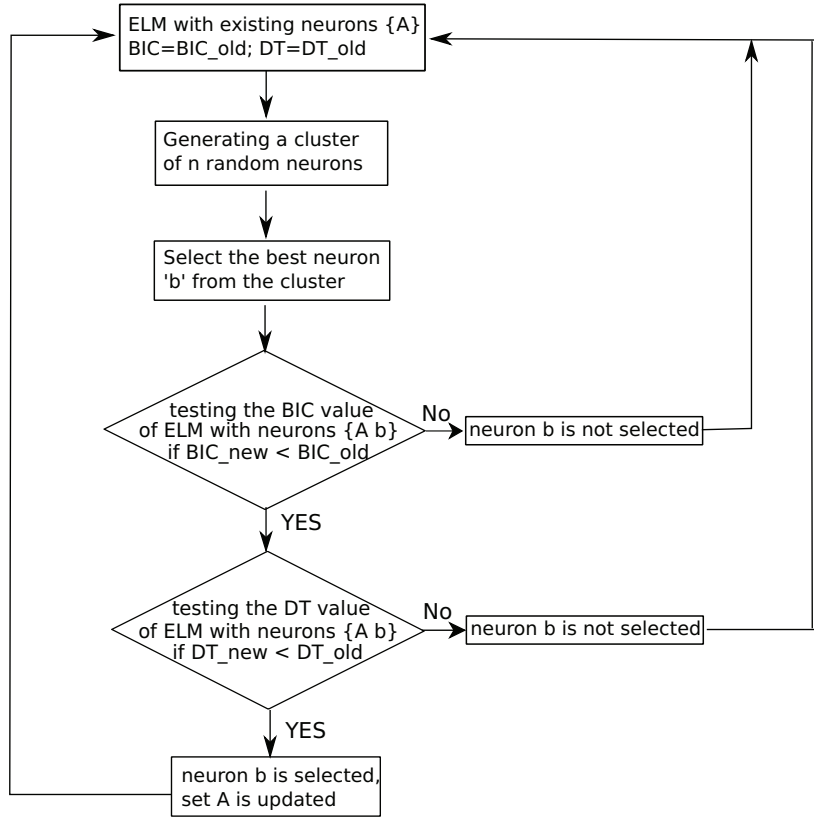 ELM with existing neurons {A}
BIC=BIC_old; DT=DT_old
Generating a cluster
of n random neurons
Select the best neuron
'b' from the cluster
testing the BIC value
of ELM with neurons {A b}
if BIC_new < BIC_old
No
neuron b is not selected
YES
testing the DT value
of ELM with neurons {A b}
if DT_new < DT_old
No
neuron b is not selected
YES
neuron b is selected,
set A is updated